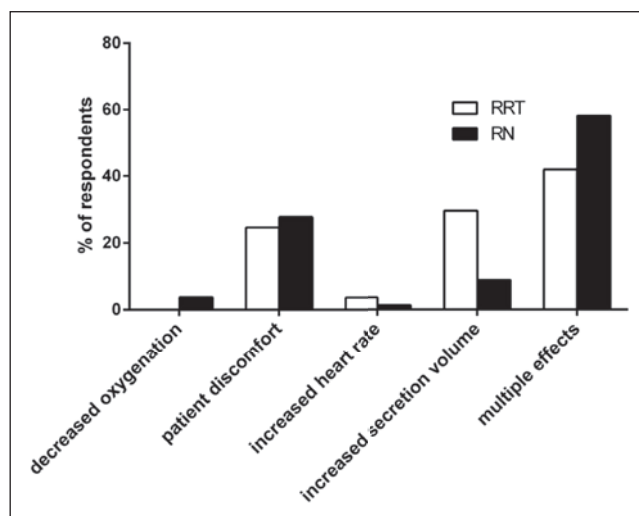 80
60
40
20
0
% of respondents
RRT
RN
decreased oxygenation
patient discomfort
increased heart rate
increased secretion volume
multiple effects